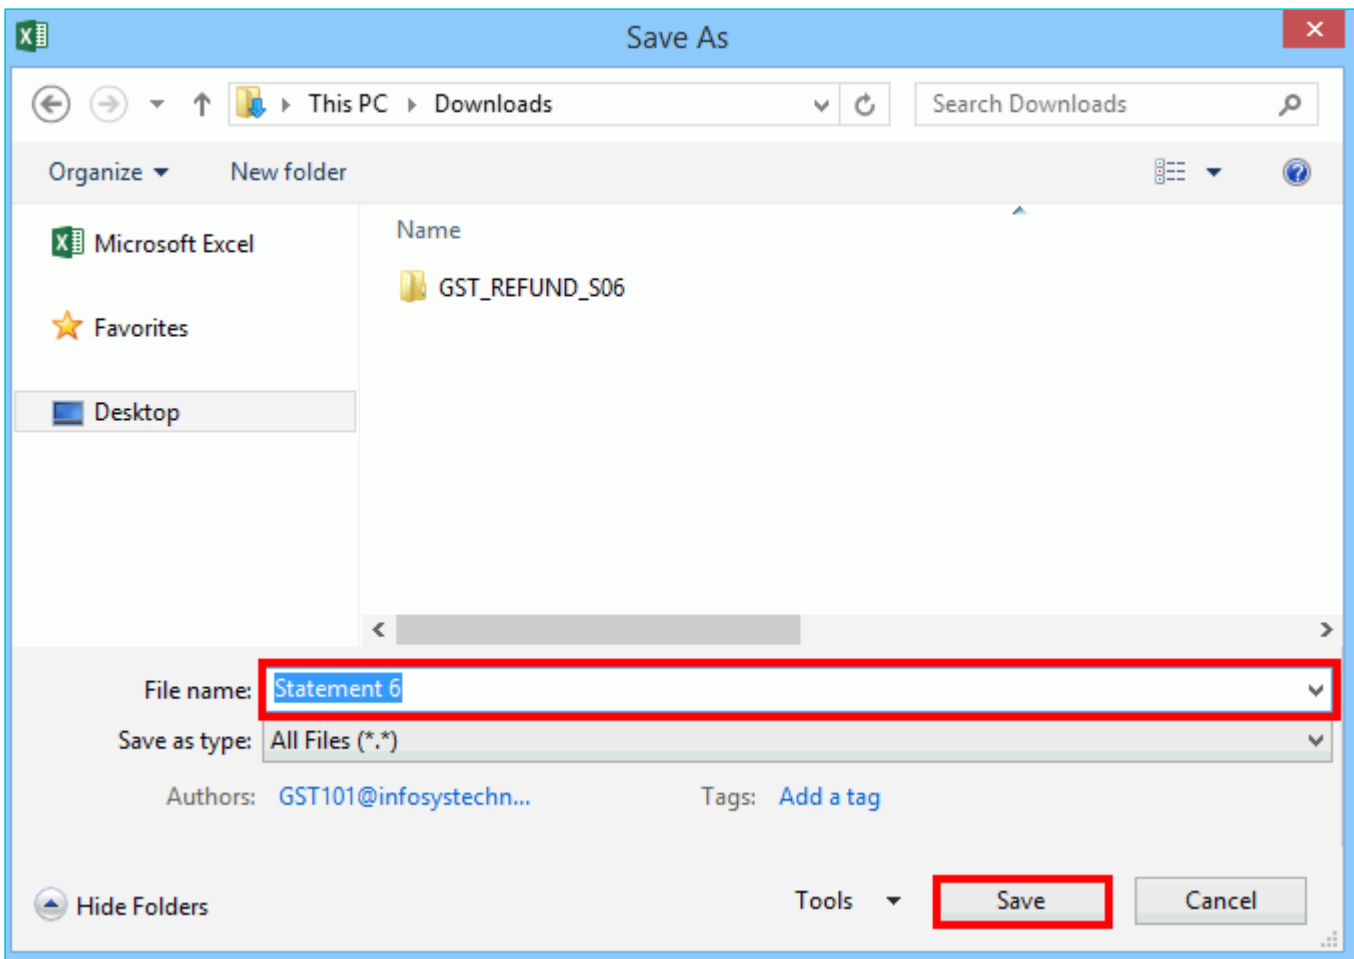 Save As
This PC Downloads Search Downloads
Organize New folder
Microsoft Excel
Name
GST_REFUND_S06
Favorites
Desktop
File name: Statement 6
Save as type: All Files (*.*)
Authors: GST101@infosystechn... Tags: Add a tag
Hide Folders Tools Save Cancel